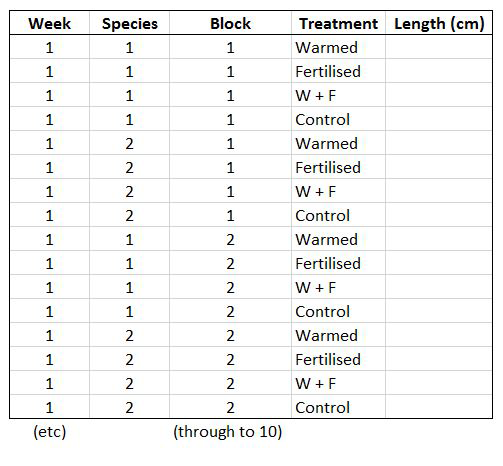 Week Species Block Treatment Length (cm)
1 1 1 Warmed
1 1 1 Fertilised
1 1 1 W + F
1 1 1 Control
1 2 1 Warmed
1 2 1 Fertilised
1 2 1 W + F
1 2 1 Control
1 1 2 Warmed
1 1 2 Fertilised
1 1 2 W + F
1 1 2 Control
1 2 2 Warmed
1 2 2 Fertilised
1 2 2 W + F
1 2 2 Control
(etc) (through to 10)